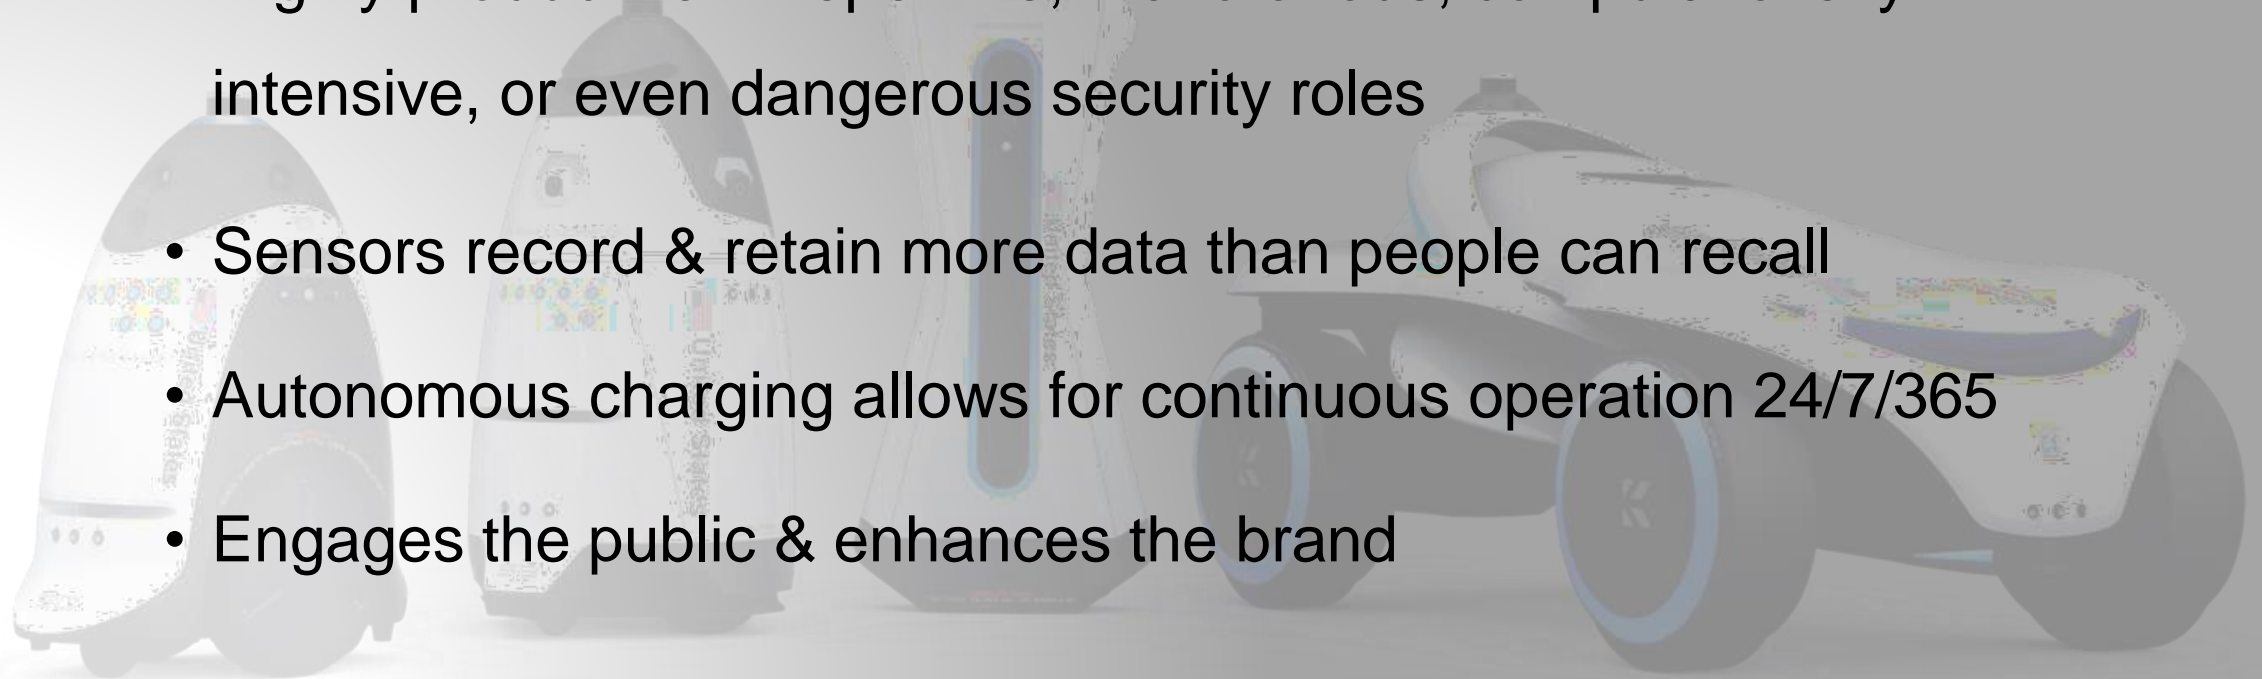 intensive, or even dangerous security roles
• Sensors record & retain more data than people can recall
• Autonomous charging allows for continuous operation 24/7/365
• Engages the public & enhances the brand